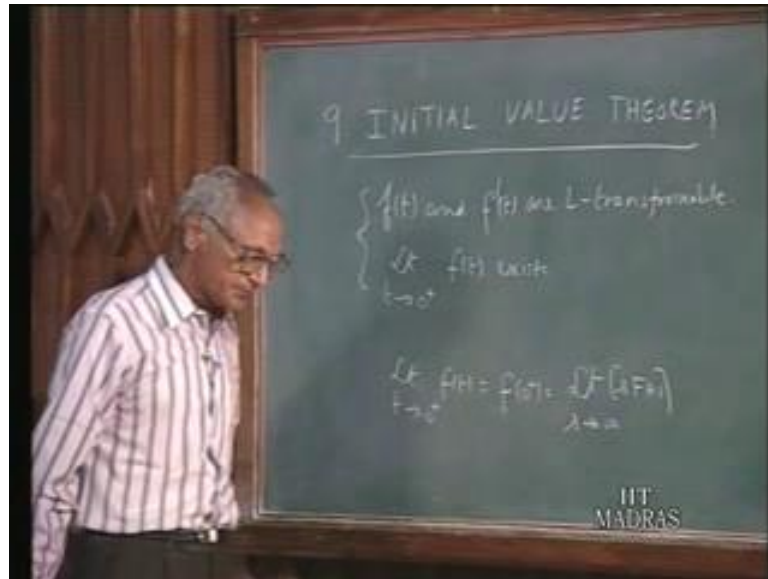 9 INITIAL VALUE THEOREM
f(t) and f'(t) are L-transformable.
Lt f(t) exists
t→0⁺
Lt f(t) = f(0⁺) = Lt [sF(s)]
t→0⁺ s→∞
IIT
MADRAS